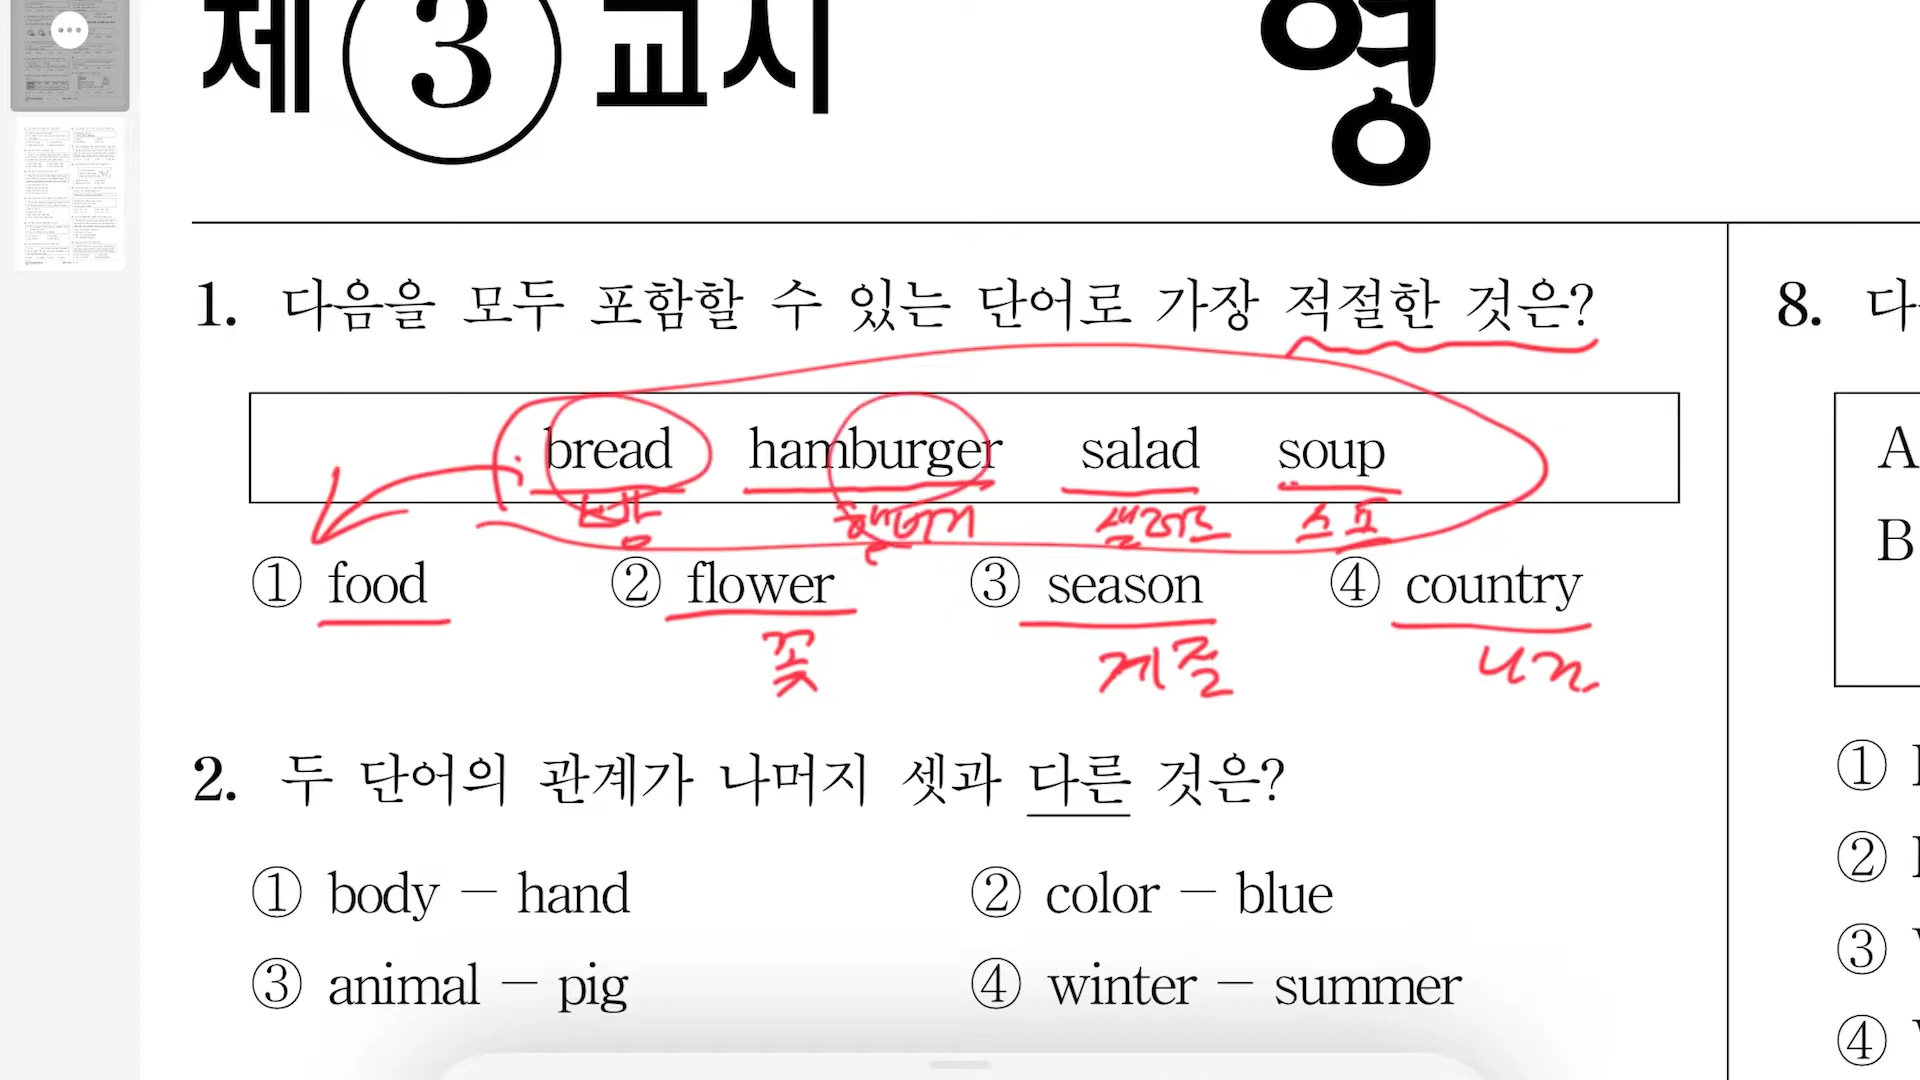 제 3 교시
영
1. 다음을 모두 포함할 수 있는 단어로 가장 적절한 것은?
bread hamburger salad soup
빵 햄버거 샐러드 스프
① food ② flower ③ season ④ country
꽃 계절 나라
2. 두 단어의 관계가 나머지 셋과 다른 것은?
① body – hand ② color – blue
③ animal – pig ④ winter – summer
8. 다
A
B
①
②
③
④